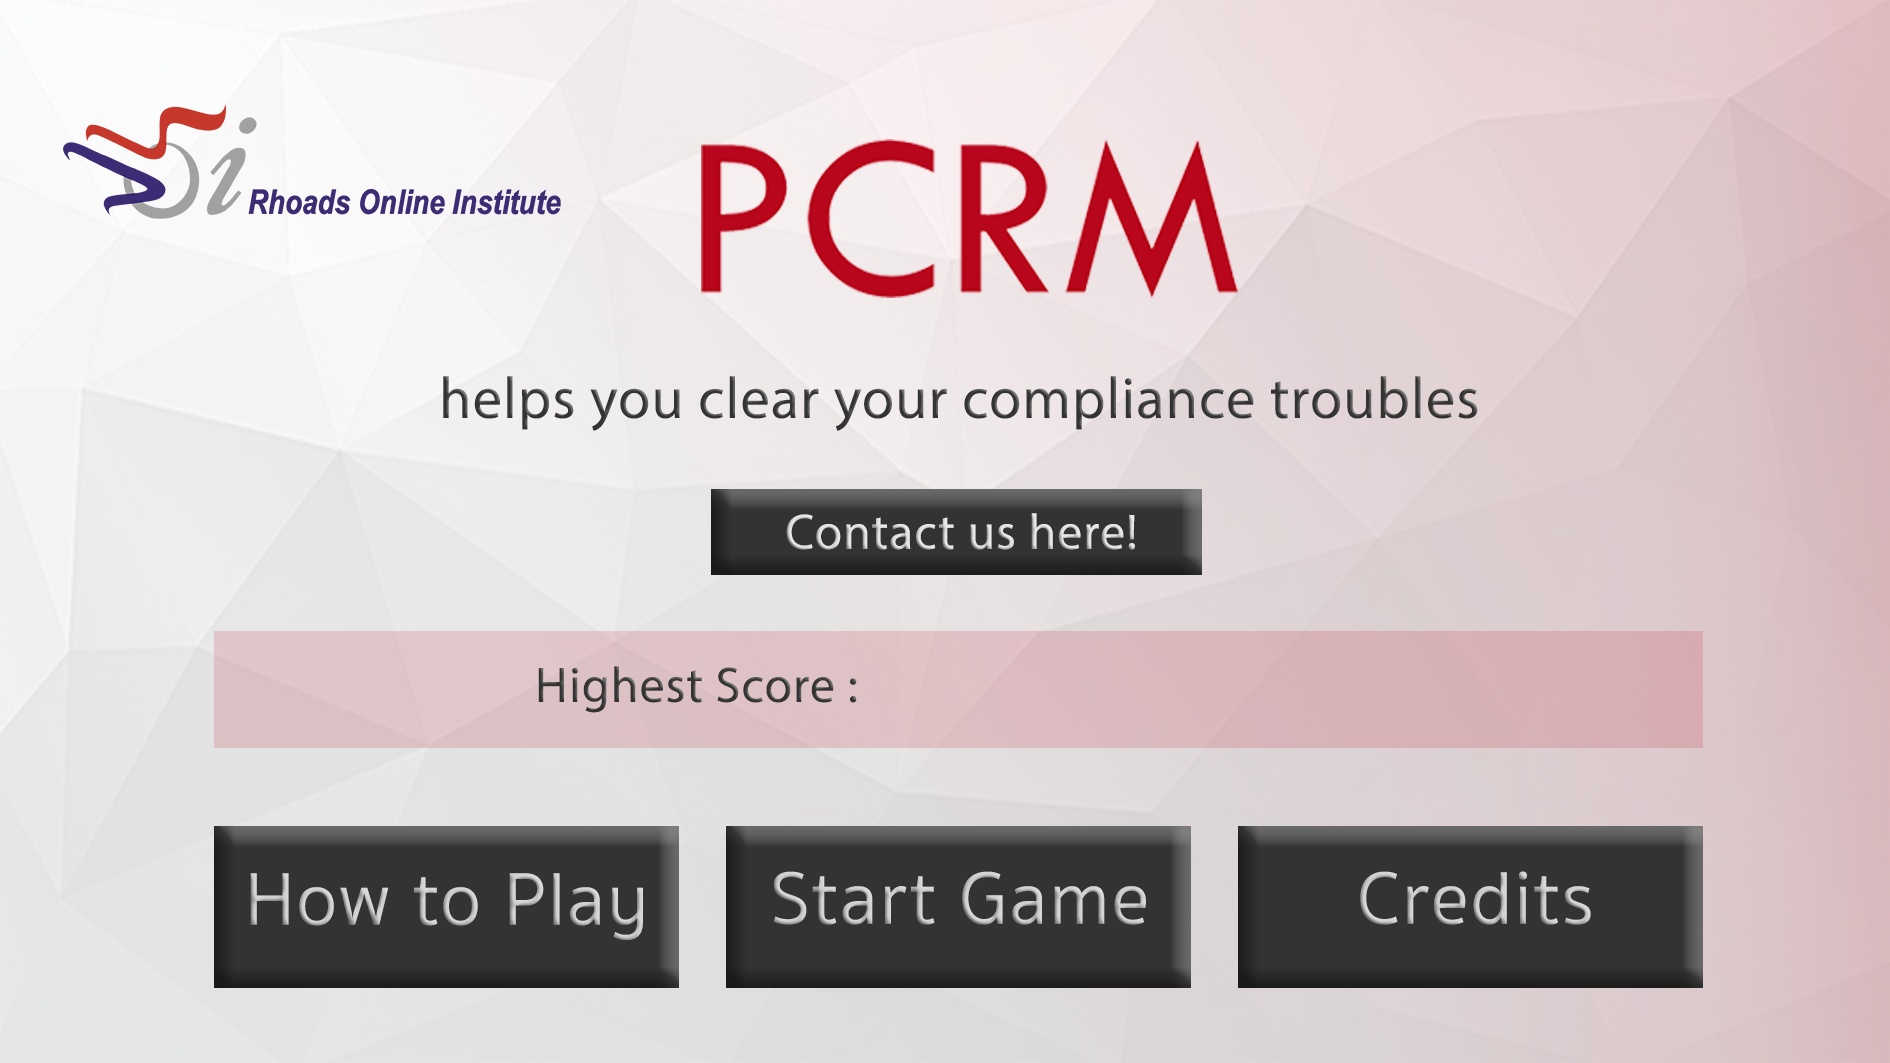 Rhoads Online Institute
PCRM
helps you clear your compliance troubles
Contact us here!
Highest Score :
How to Play
Start Game
Credits